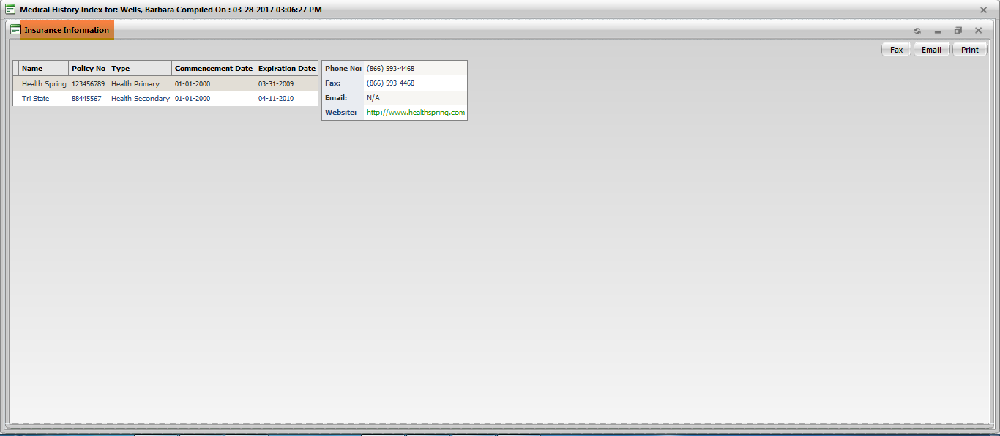 Medical History Index for: Wells, Barbara Compiled On : 03-28-2017 03:06:27 PM
Insurance Information
Fax Email Print
Name Policy No Type Commencement Date Expiration Date
Health Spring 123456789 Health Primary 01-01-2000 03-31-2009
Tri State 88445567 Health Secondary 01-01-2000 04-11-2010
Phone No: (866) 593-4468
Fax: (866) 593-4468
Email: N/A
Website: http://www.healthspring.com